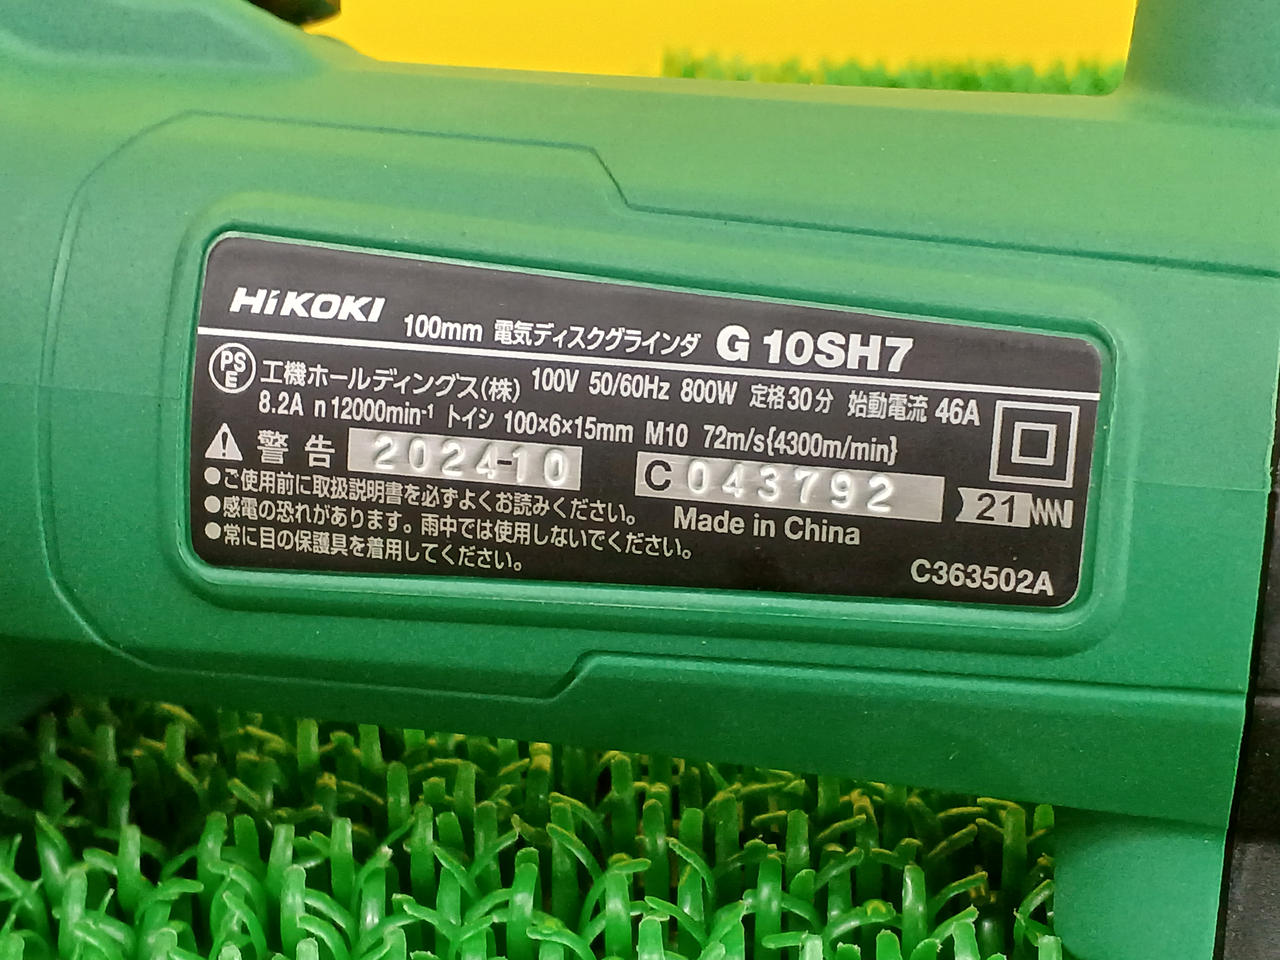 HiKOKI 100mm 電気ディスクグラインダ G 10SH7
PS E 工機ホールディングス(株) 100V 50/60Hz 800W 定格30分 始動電流 46A
8.2A n 12000min-1 トイシ 100×6×15mm M10 72m/s{4300m/min}
警告 2024-10 C 043792 21
●ご使用前に取扱説明書を必ずよくお読みください。
●感電の恐れがあります。雨中では使用しないでください。 Made in China
●常に目の保護具を着用してください。
C363502A